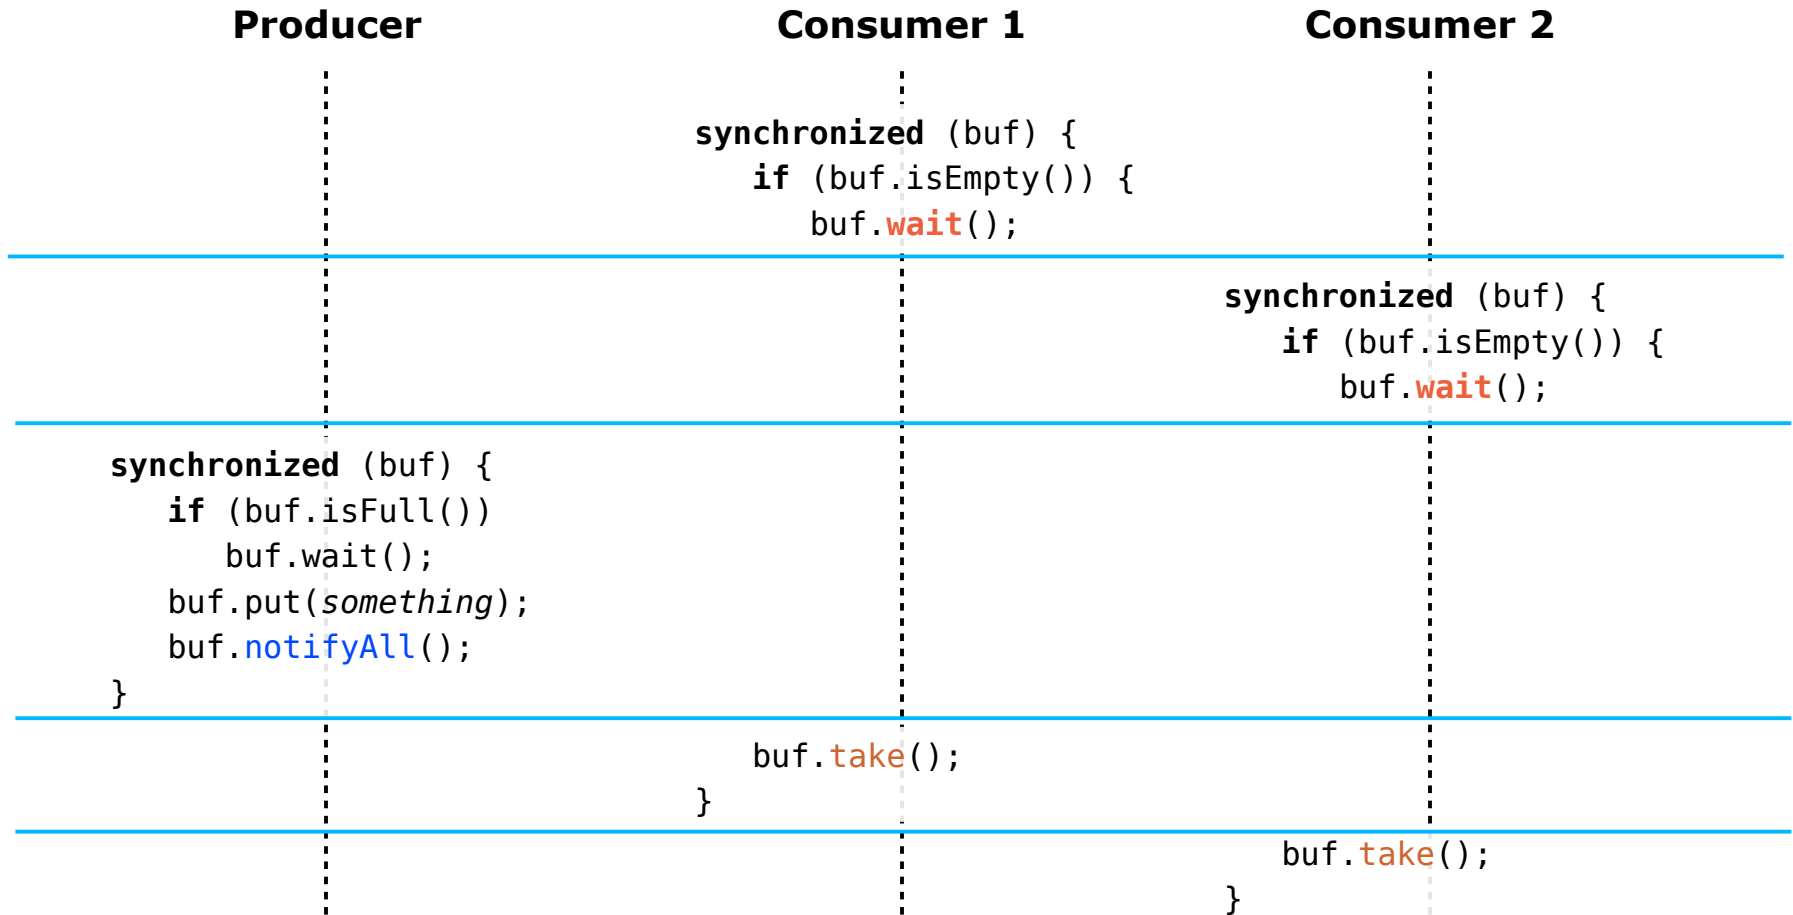 Producer Consumer 1 Consumer 2
synchronized (buf) {
if (buf.isEmpty()) {
buf.wait();
synchronized (buf) {
if (buf.isEmpty()) {
buf.wait();
synchronized (buf) {
if (buf.isFull())
buf.wait();
buf.put(something);
buf.notifyAll();
}
buf.take();
}
buf.take();
}